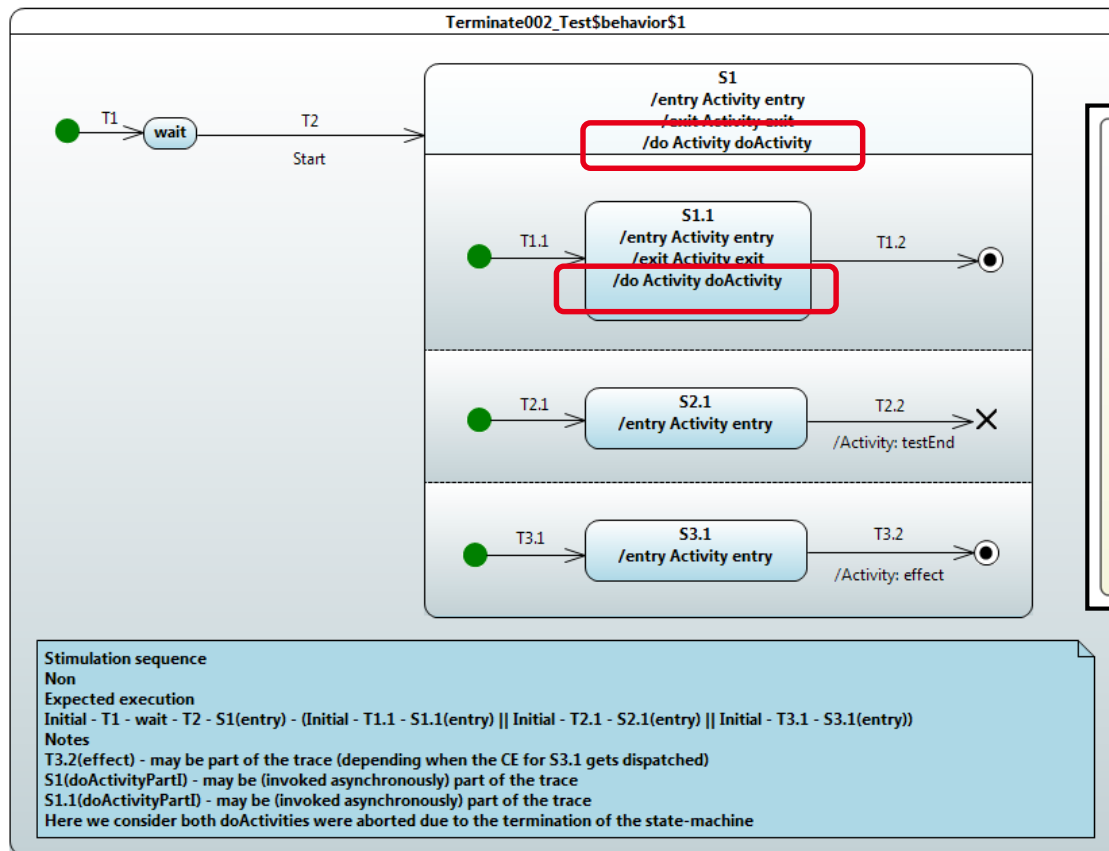 Terminate002_Test$behavior$1
T1
wait
T2
Start
S1
/entry Activity entry
/exit Activity exit
/do Activity doActivity
T1.1
S1.1
/entry Activity entry
/exit Activity exit
/do Activity doActivity
T1.2
T2.1
S2.1
/entry Activity entry
T2.2
/Activity: testEnd
T3.1
S3.1
/entry Activity entry
T3.2
/Activity: effect
Stimulation sequence
Non
Expected execution
Initial - T1 - wait - T2 - S1(entry) - (Initial - T1.1 - S1.1(entry) || Initial - T2.1 - S2.1(entry) || Initial - T3.1 - S3.1(entry))
Notes
T3.2(effect) - may be part of the trace (depending when the CE for S3.1 gets dispatched)
S1(doActivityPartI) - may be (invoked asynchronously) part of the trace
S1.1(doActivityPartI) - may be (invoked asynchronously) part of the trace
Here we consider both doActivities were aborted due to the termination of the state-machine